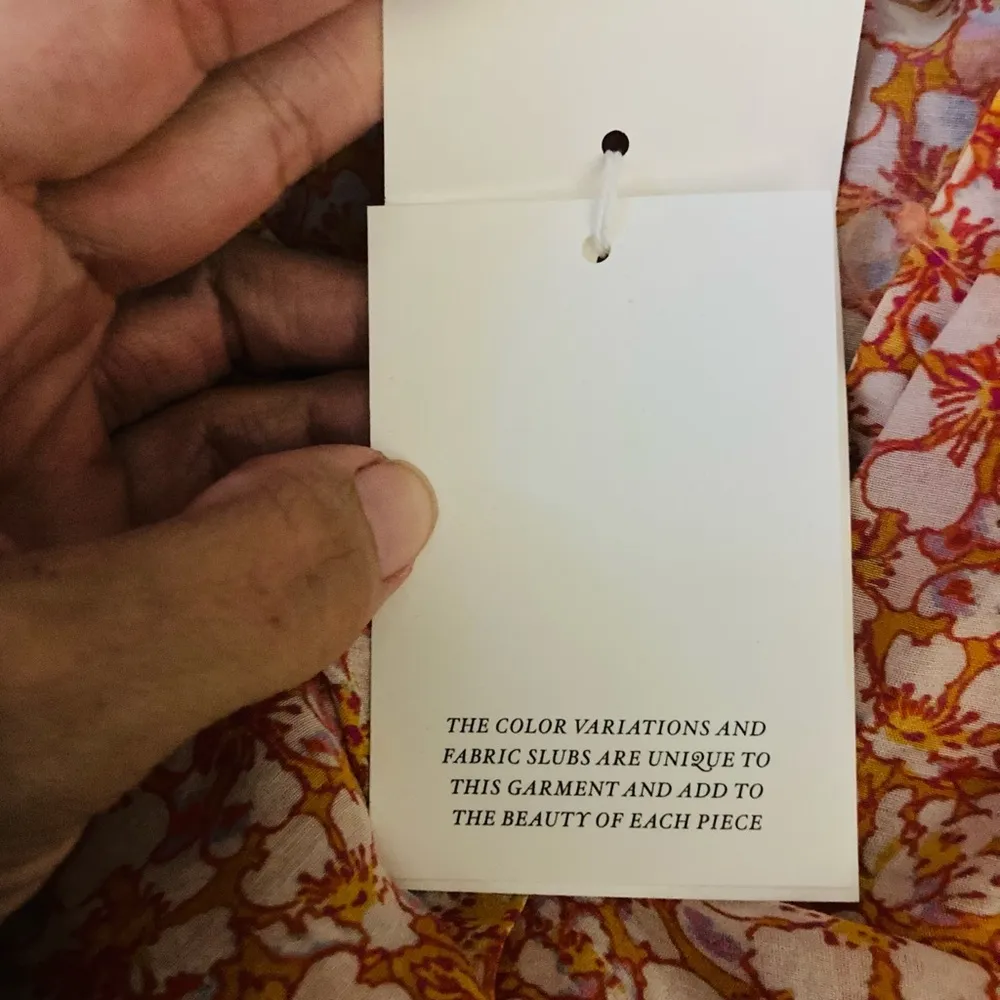 THE COLOR VARIATIONS AND
FABRIC SLUBS ARE UNIQUE TO
THIS GARMENT AND ADD TO
THE BEAUTY OF EACH PIECE